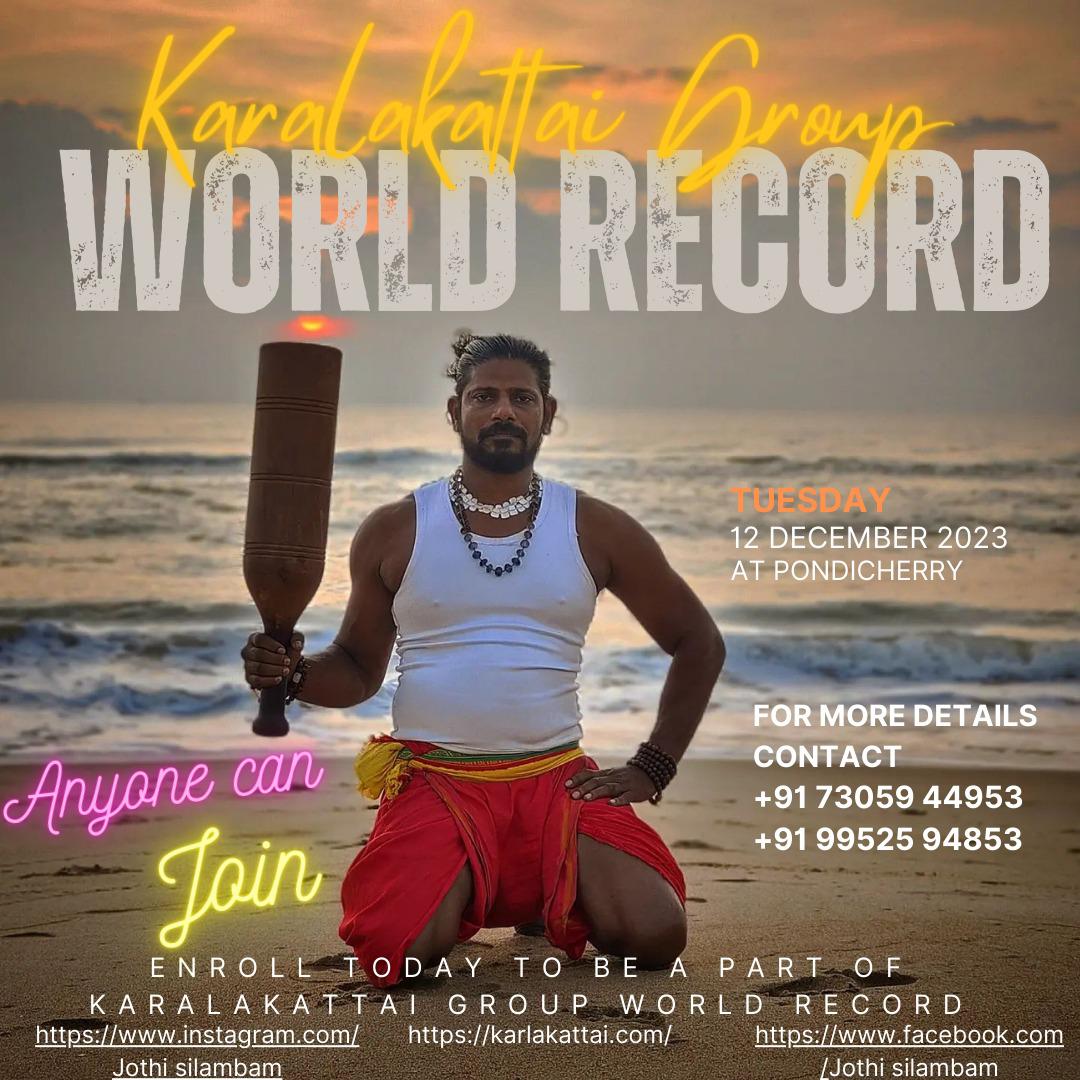 KaraLakattai Group
WORLD RECORD
TUESDAY
12 DECEMBER 2023
AT PONDICHERRY
FOR MORE DETAILS
CONTACT
+91 73059 44953
+91 99525 94853
Anyone can
Join
ENROLL TODAY TO BE A PART OF
KARALAKATTAI GROUP WORLD RECORD
https://www.instagram.com/
Jothi silambam
https://karlakattai.com/
https://www.facebook.com
/Jothi silambam